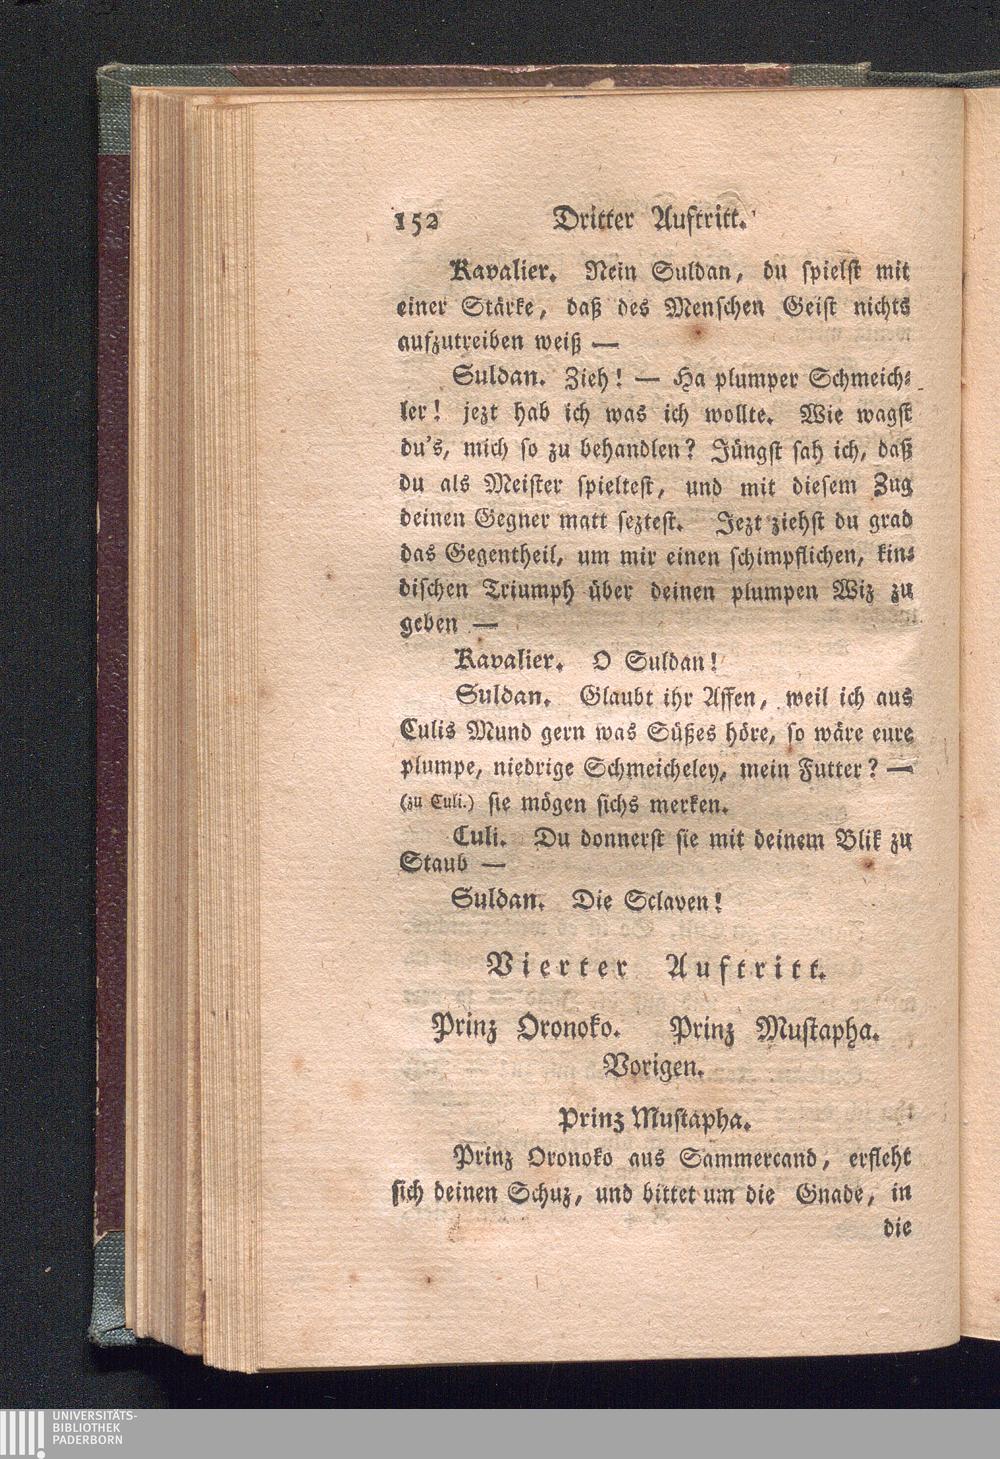 152 Dritter Auftritt.
Kavalier. Nein Suldan, du spielst mit
einer Stärke, daß des Menschen Geist nichts
aufzutreiben weiß —
Suldan. Zieh! — Ha plumper Schmeich-
ler! jezt hab ich was ich wollte. Wie wagst
du's, mich so zu behandlen? Jüngst sah ich, daß
du als Meister spieltest, und mit diesem Zug
deinen Gegner matt seztest. Jezt ziehst du grad
das Gegentheil, um mir einen schimpflichen, kin-
dischen Triumph über deinen plumpen Wiz zu
geben —
Kavalier. O Suldan!
Suldan. Glaubt ihr Affen, weil ich aus
Culis Mund gern was Süßes höre, so wäre eure
plumpe, niedrige Schmeicheley, mein Futter? —
(zu Culi.) sie mögen sichs merken.
Culi. Du donnerst sie mit deinem Blik zu
Staub —
Suldan. Die Sclaven!
Vierter Auftritt.
Prinz Oronoko. Prinz Mustapha.
Vorigen.
Prinz Mustapha.
Prinz Oronoko aus Sammercand, erfleht
sich deinen Schuz, und bittet um die Gnade, in
die
UNIVERSITÄTS-
BIBLIOTHEK
PADERBORN